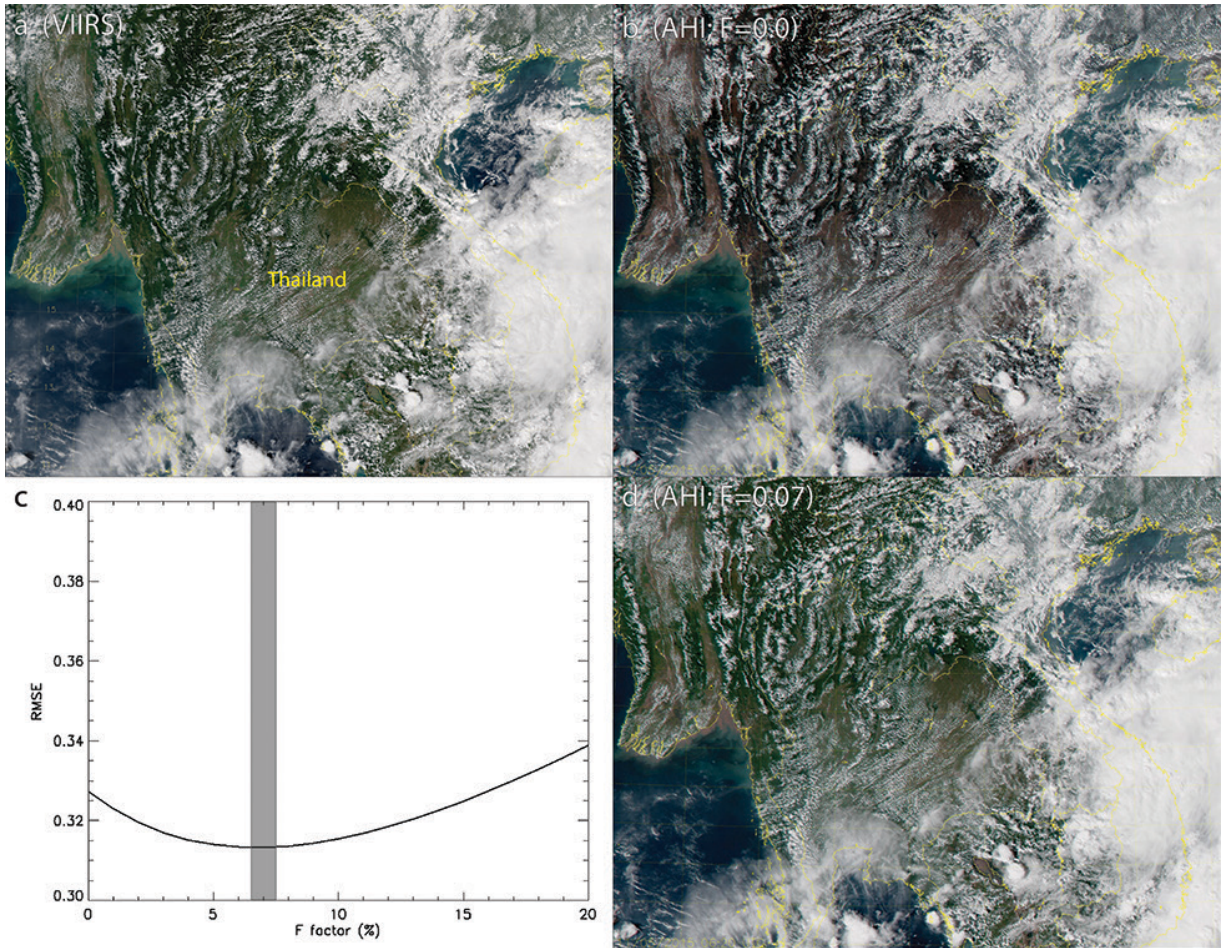 a: (VIIRS)
b: (AHI; F=0.0)
Thailand
c
0.40
0.38
0.36
0.34
0.32
0.30
RMSE
0 5 10 15 20
F factor (%)
d: (AHI; F=0.07)